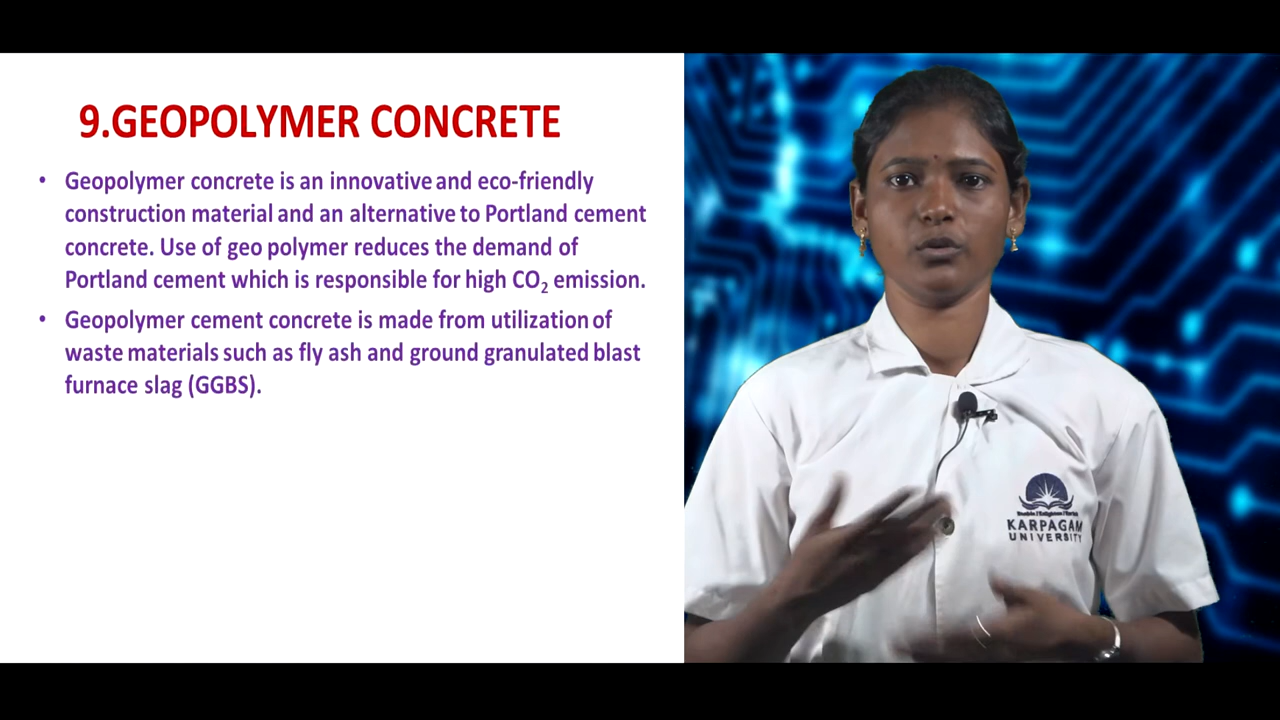 9.GEOPOLYMER CONCRETE
• Geopolymer concrete is an innovative and eco-friendly
construction material and an alternative to Portland cement
concrete. Use of geo polymer reduces the demand of
Portland cement which is responsible for high CO₂ emission.
• Geopolymer cement concrete is made from utilization of
waste materials such as fly ash and ground granulated blast
furnace slag (GGBS).
KARPAGAM
UNIVERSITY